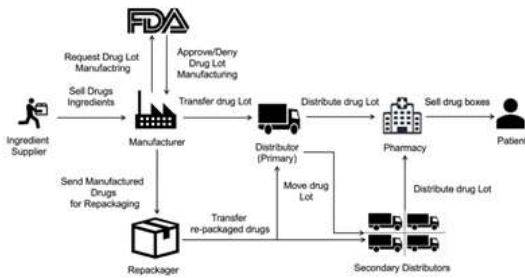 FDA
Request Drug Lot
Manufactring
Approve/Deny
Drug Lot
Manufacturing
Sell Drugs
Ingredients
Transfer drug Lot
Distribute drug Lot
Sell drug boxes
Ingredient
Supplier
Manufacturer
Distributor
(Primary)
Pharmacy
Patient
Send Manufactured
Drugs
for Repackaging
Move drug
Lot
Distribute drug Lot
Transfer
re-packaged drugs
Repackager
Secondary Distributors